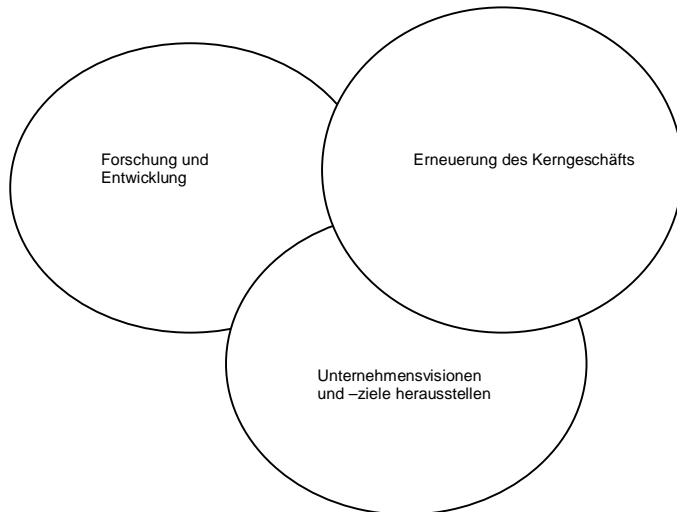 Forschung und
Entwicklung
Erneuerung des Kerngeschäfts
Unternehmensvisionen
und –ziele herausstellen